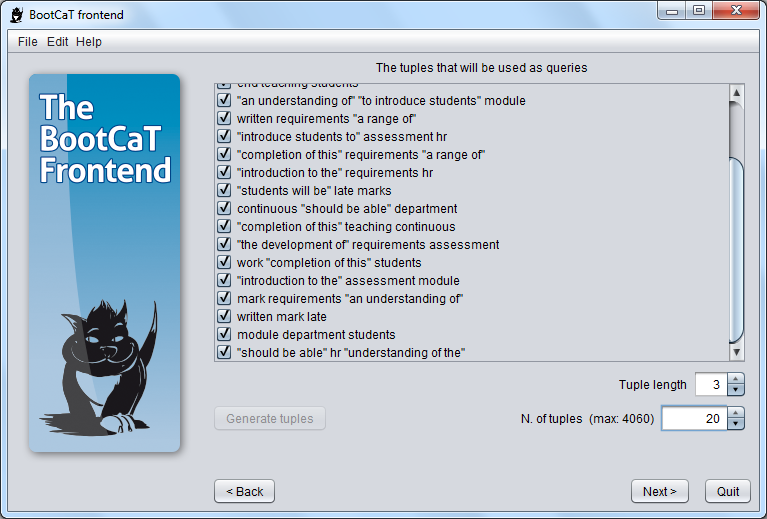 BootCaT frontend
File Edit Help
The
BootCaT
Frontend
The tuples that will be used as queries
end teaching students
"an understanding of" "to introduce students" module
written requirements "a range of"
"introduce students to" assessment hr
"completion of this" requirements "a range of"
"introduction to the" requirements hr
"students will be" late marks
continuous "should be able" department
"completion of this" teaching continuous
"the development of" requirements assessment
work "completion of this" students
"introduction to the" assessment module
mark requirements "an understanding of"
written mark late
module department students
"should be able" hr "understanding of the"
Tuple length 3
Generate tuples
N. of tuples (max: 4060) 20
< Back
Next >
Quit